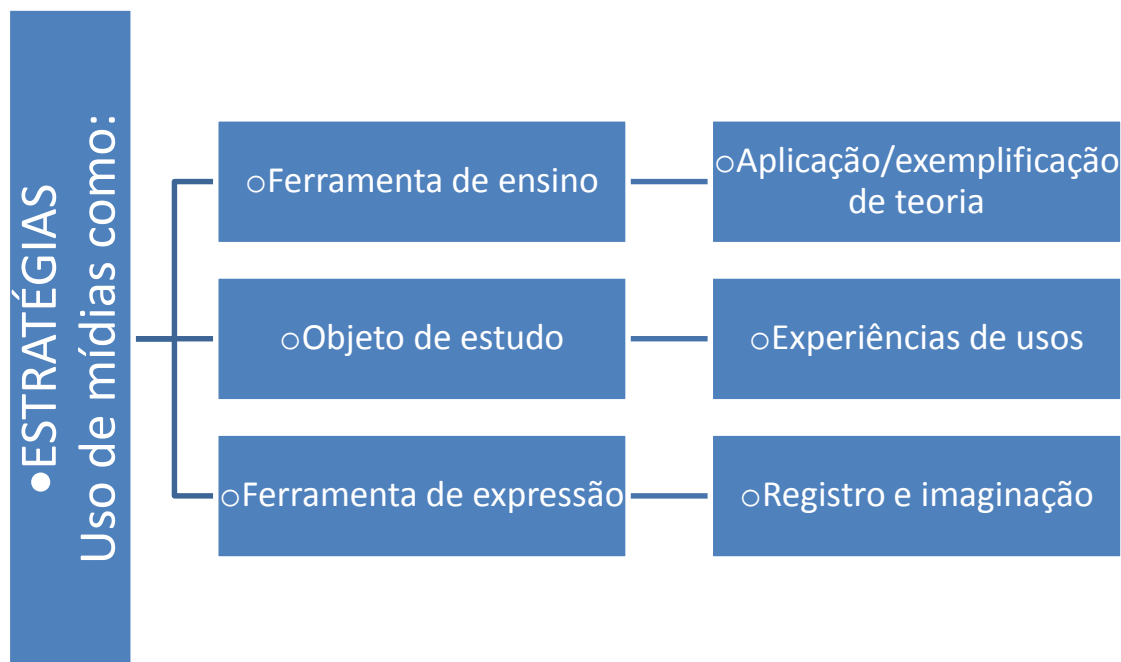 •ESTRATÉGIAS
Uso de mídias como:
○Ferramenta de ensino
○Aplicação/exemplificação
de teoria
○Objeto de estudo
○Experiências de usos
○Ferramenta de expressão
○Registro e imaginação